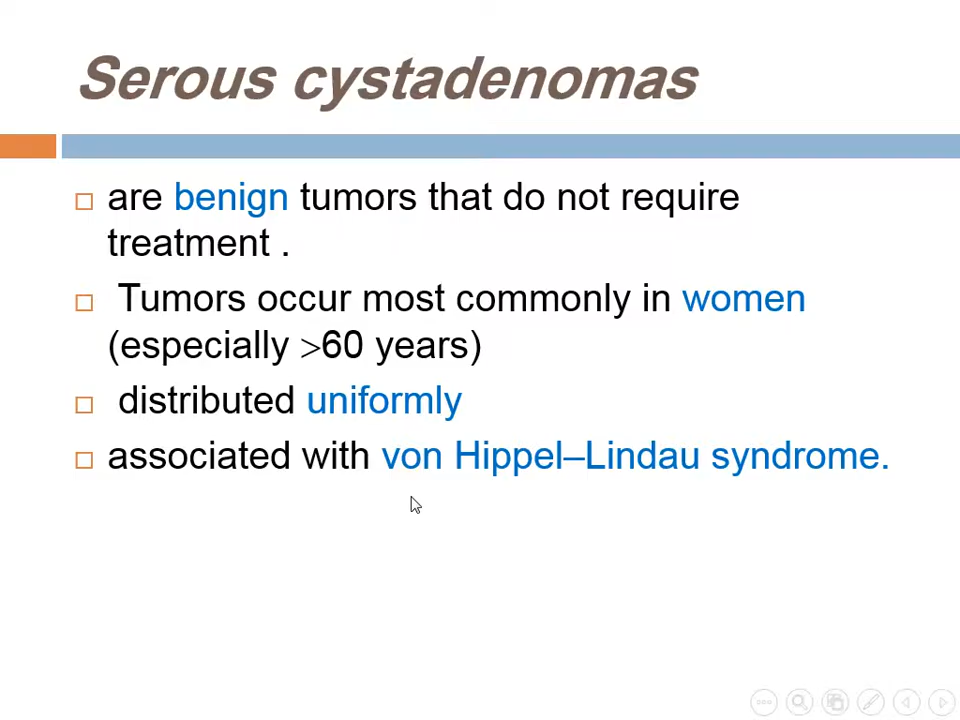 Serous cystadenomas
are benign tumors that do not require
treatment .
Tumors occur most commonly in women
(especially >60 years)
distributed uniformly
associated with von Hippel–Lindau syndrome.